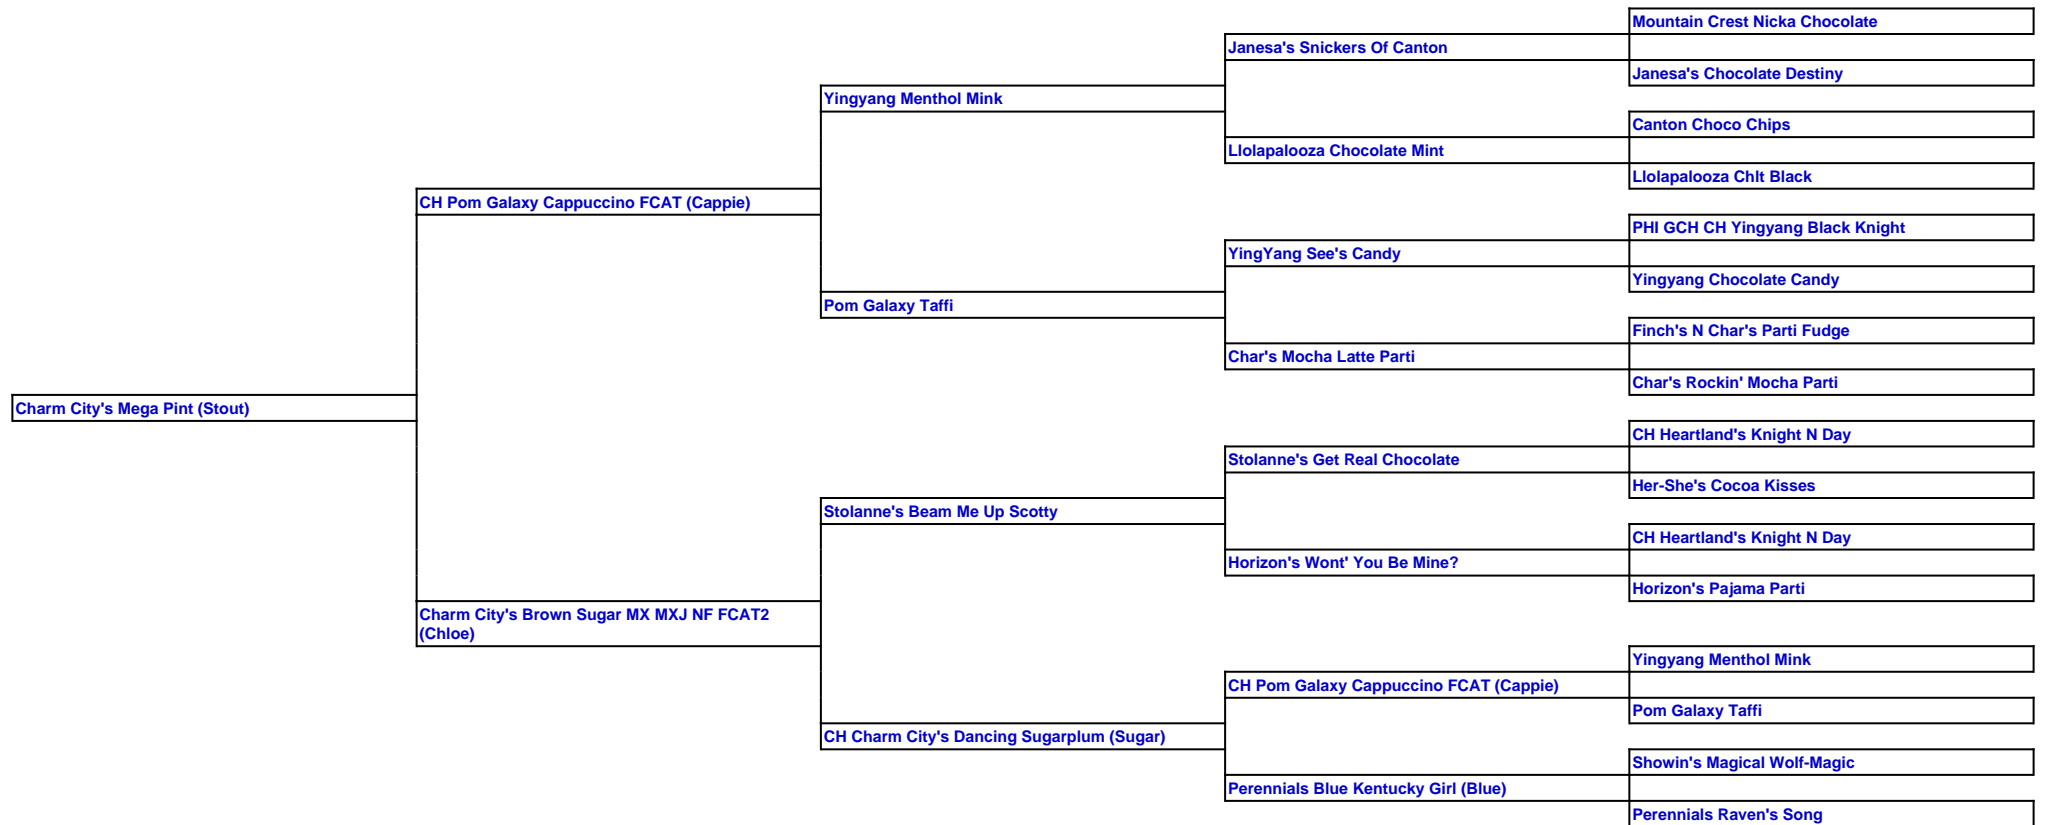 Mountain Crest Nicka Chocolate
Janesa's Snickers Of Canton
Janesa's Chocolate Destiny
Yingyang Menthol Mink
Canton Choco Chips
Llolapalooza Chocolate Mint
Llolapalooza Chlt Black
CH Pom Galaxy Cappuccino FCAT (Cappie)
PHI GCH CH Yingyang Black Knight
YingYang See's Candy
Yingyang Chocolate Candy
Pom Galaxy Taffi
Finch's N Char's Parti Fudge
Char's Mocha Latte Parti
Char's Rockin' Mocha Parti
Charm City's Mega Pint (Stout)
CH Heartland's Knight N Day
Stolanne's Get Real Chocolate
Her-She's Cocoa Kisses
Stolanne's Beam Me Up Scotty
CH Heartland's Knight N Day
Horizon's Wont' You Be Mine?
Horizon's Pajama Parti
Charm City's Brown Sugar MX MXJ NF FCAT2
(Chloe)
Yingyang Menthol Mink
CH Pom Galaxy Cappuccino FCAT (Cappie)
Pom Galaxy Taffi
CH Charm City's Dancing Sugarplum (Sugar)
Showin's Magical Wolf-Magic
Perennials Blue Kentucky Girl (Blue)
Perennials Raven's Song